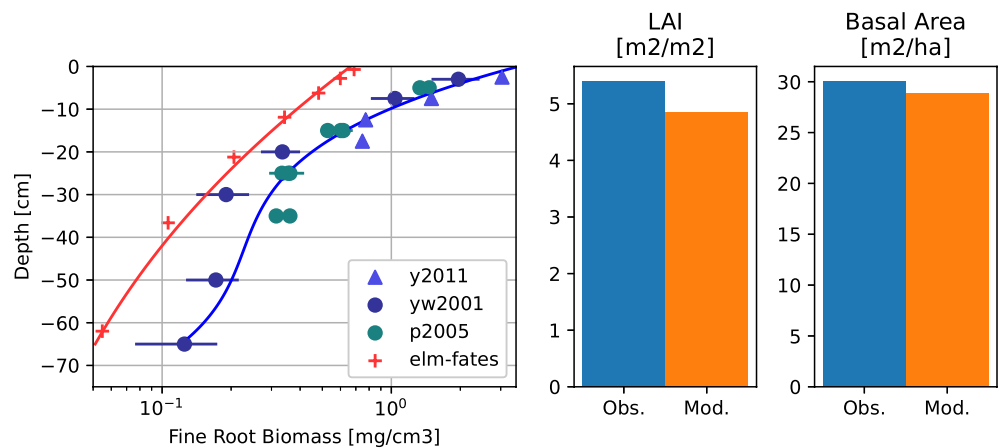 LAI
[m2/m2]
Basal Area
[m2/ha]
0
−10
−20
−30
−40
−50
−60
−70
Depth [cm]
10⁻¹
10⁰
Fine Root Biomass [mg/cm3]
y2011
yw2001
p2005
elm-fates
5
4
3
2
1
0
Obs.
Mod.
30
25
20
15
10
5
0
Obs.
Mod.